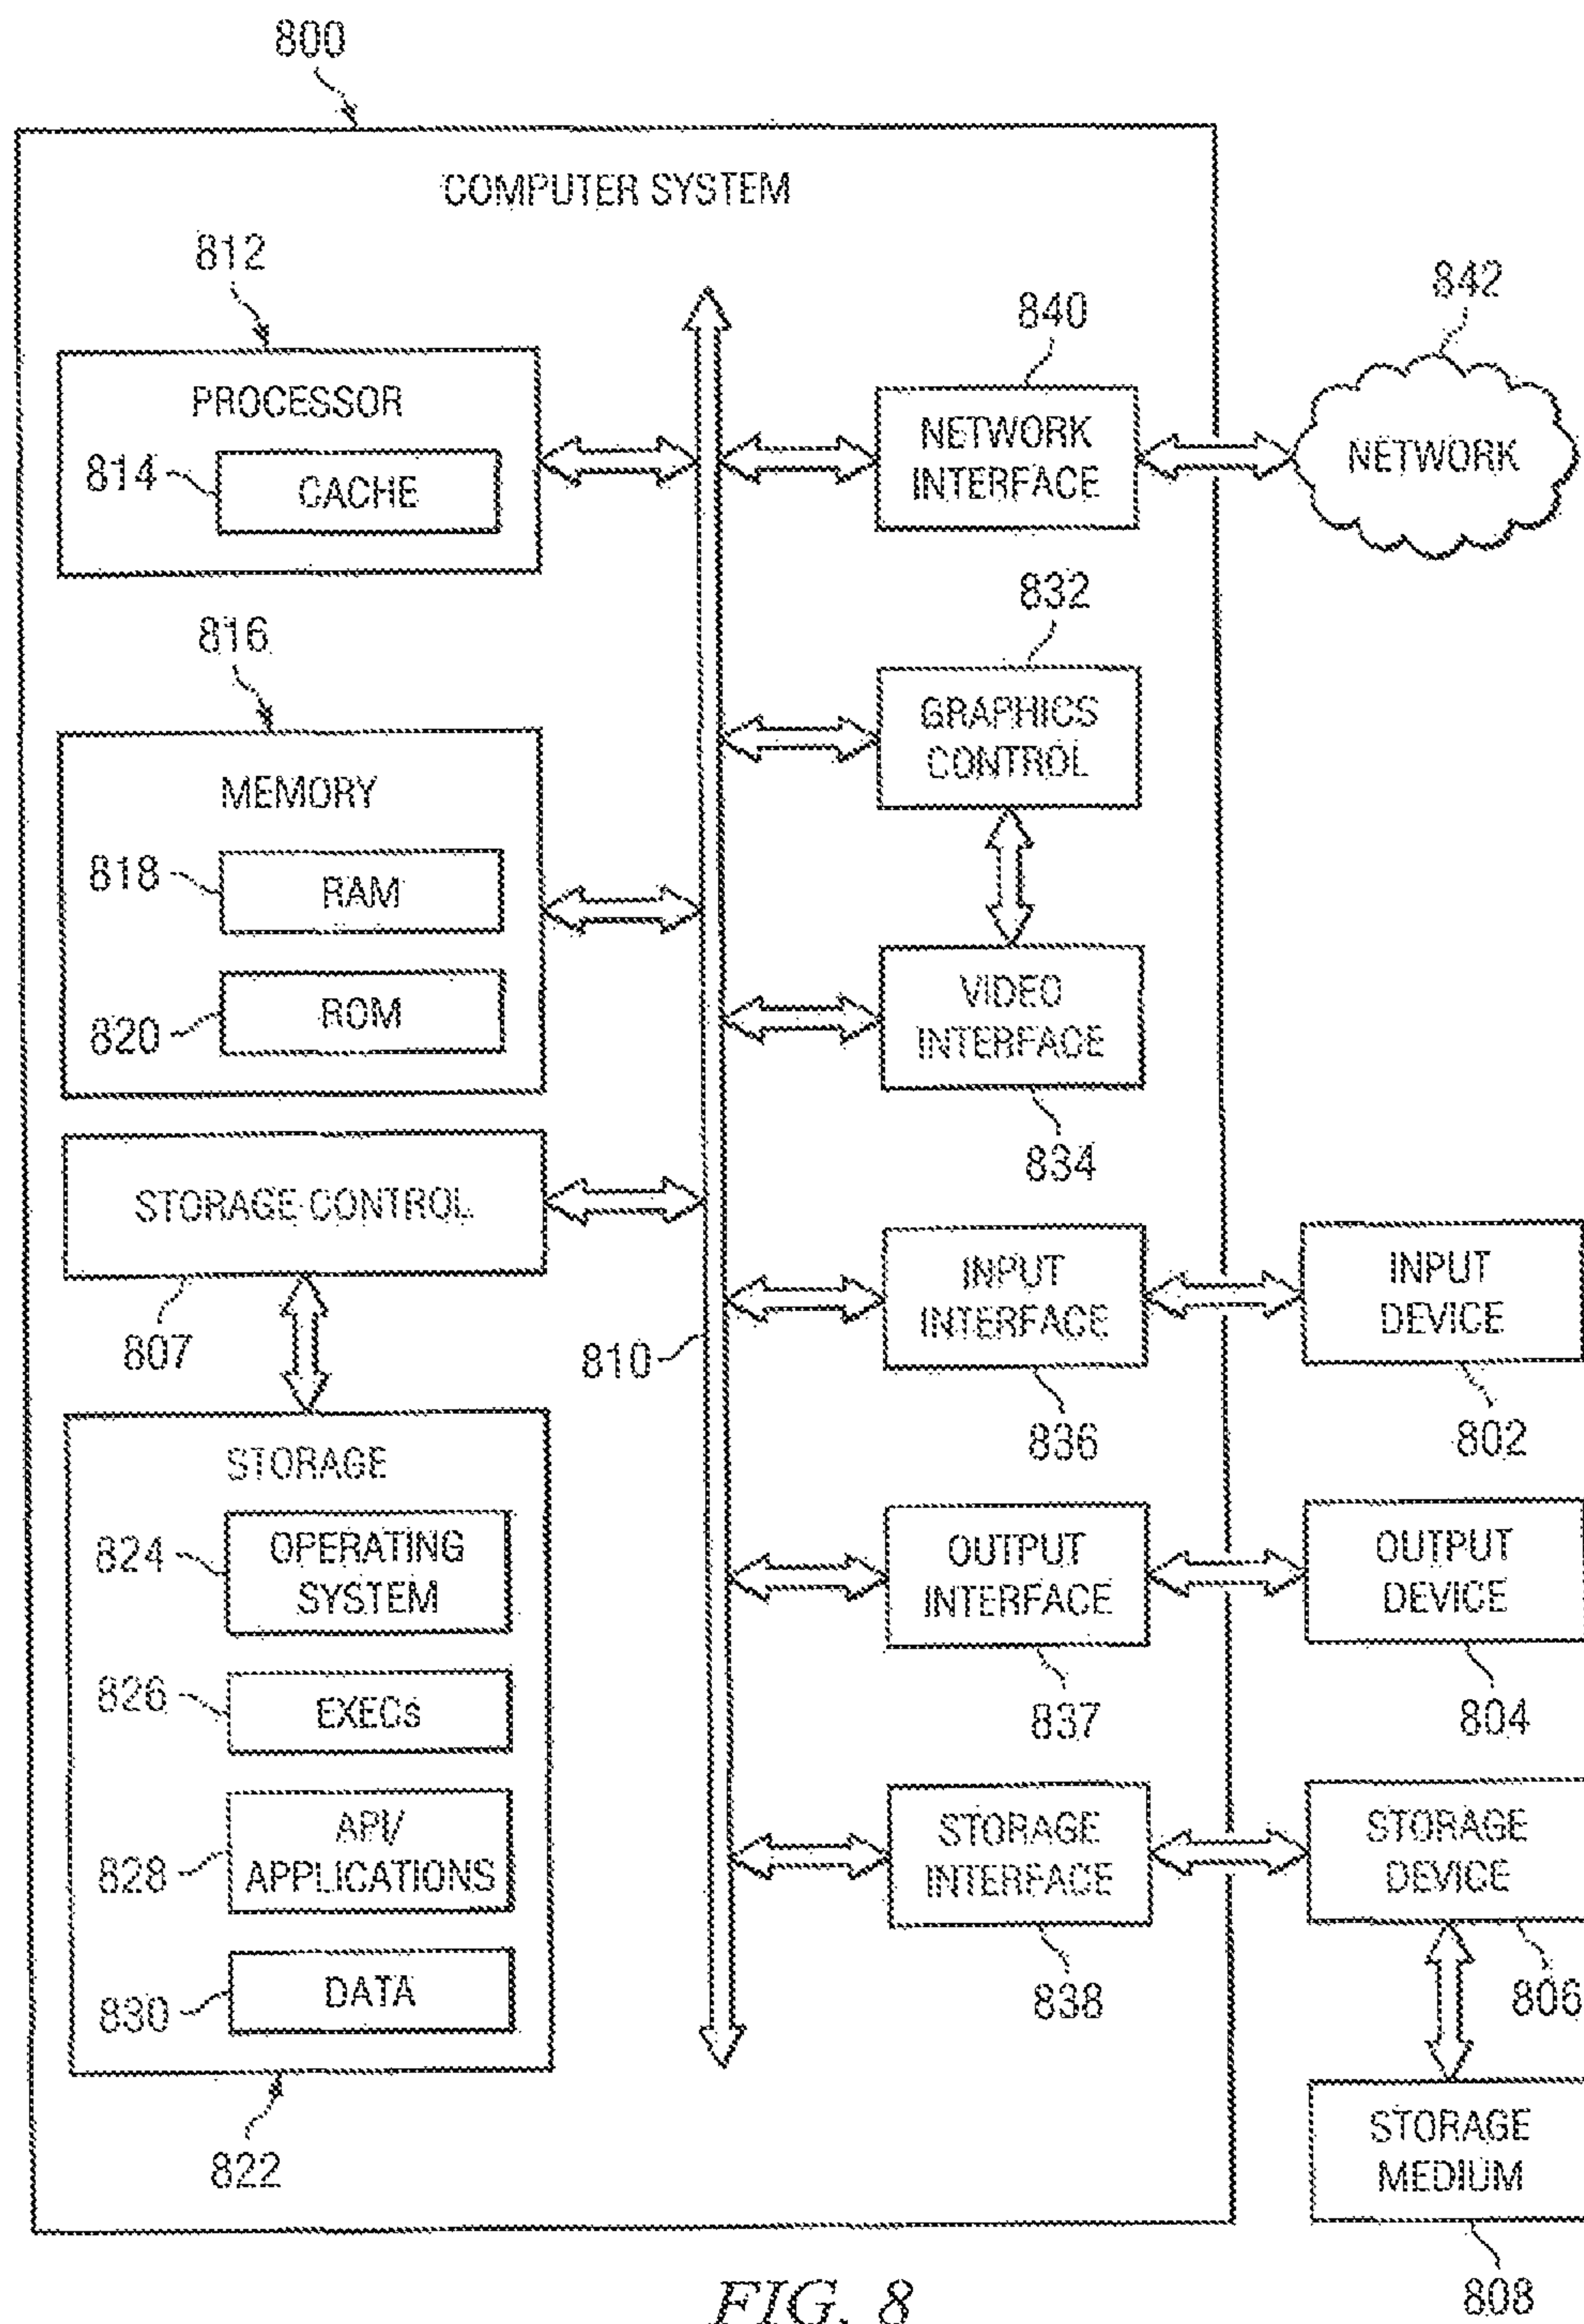 800
COMPUTER SYSTEM
812
PROCESSOR
814
CACHE
840
NETWORK
INTERFACE
842
NETWORK
832
GRAPHICS
CONTROL
816
MEMORY
818
RAM
820
ROM
VIDEO
INTERFACE
834
STORAGE CONTROL
807
810
INPUT
INTERFACE
836
INPUT
DEVICE
802
STORAGE
824
OPERATING
SYSTEM
826
EXECs
828
API/
APPLICATIONS
830
DATA
822
OUTPUT
INTERFACE
837
OUTPUT
DEVICE
804
STORAGE
INTERFACE
838
STORAGE
DEVICE
806
STORAGE
MEDIUM
808
FIG. 8